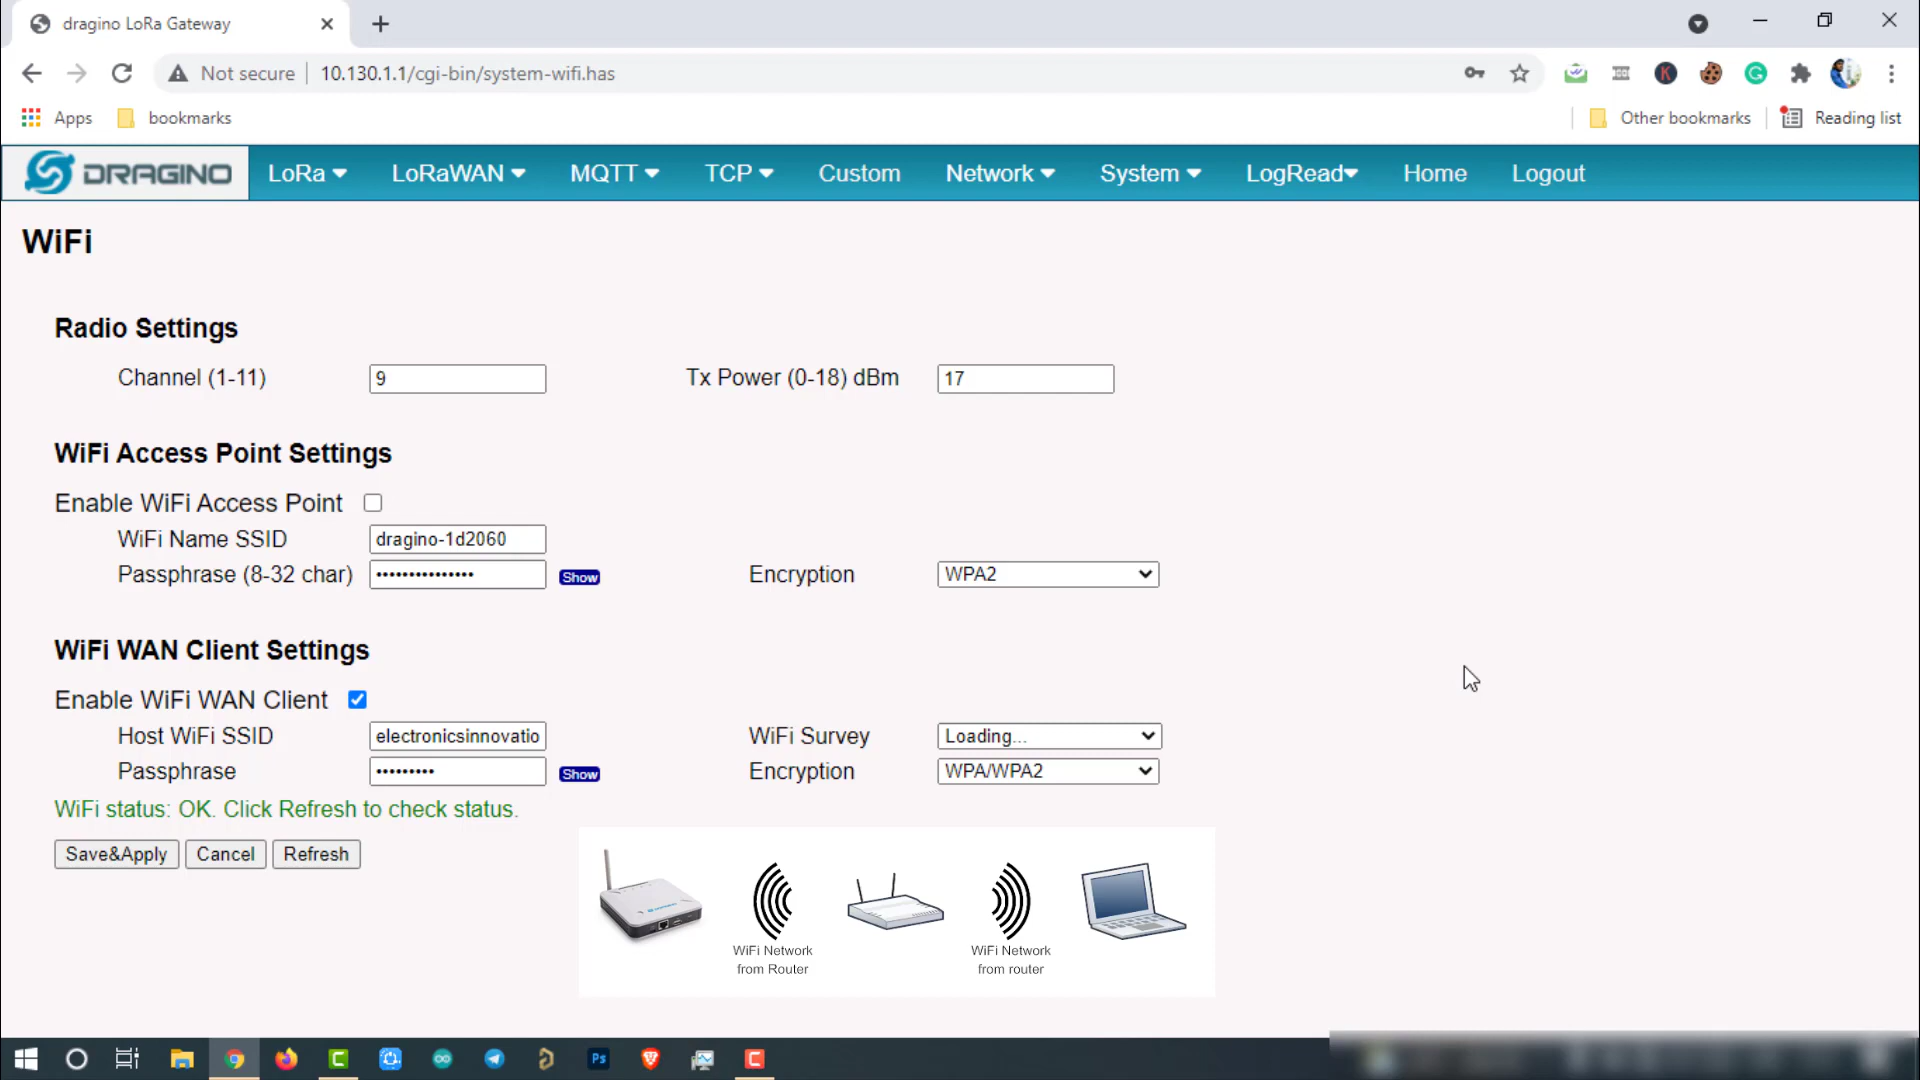 dragino LoRa Gateway
Not secure 10.130.1.1/cgi-bin/system-wifi.has
Apps bookmarks Other bookmarks Reading list
DRAGINO LoRa LoRaWAN MQTT TCP Custom Network System LogRead Home Logout
WiFi
Radio Settings
Channel (1-11) 9 Tx Power (0-18) dBm 17
WiFi Access Point Settings
Enable WiFi Access Point
WiFi Name SSID dragino-1d2060
Passphrase (8-32 char) ••••••••••••••• Show Encryption WPA2
WiFi WAN Client Settings
Enable WiFi WAN Client
Host WiFi SSID electronicsinnovatio WiFi Survey Loading...
Passphrase ••••••••• Show Encryption WPA/WPA2
WiFi status: OK. Click Refresh to check status.
Save&Apply Cancel Refresh
WiFi Network
from Router
WiFi Network
from router
Ps